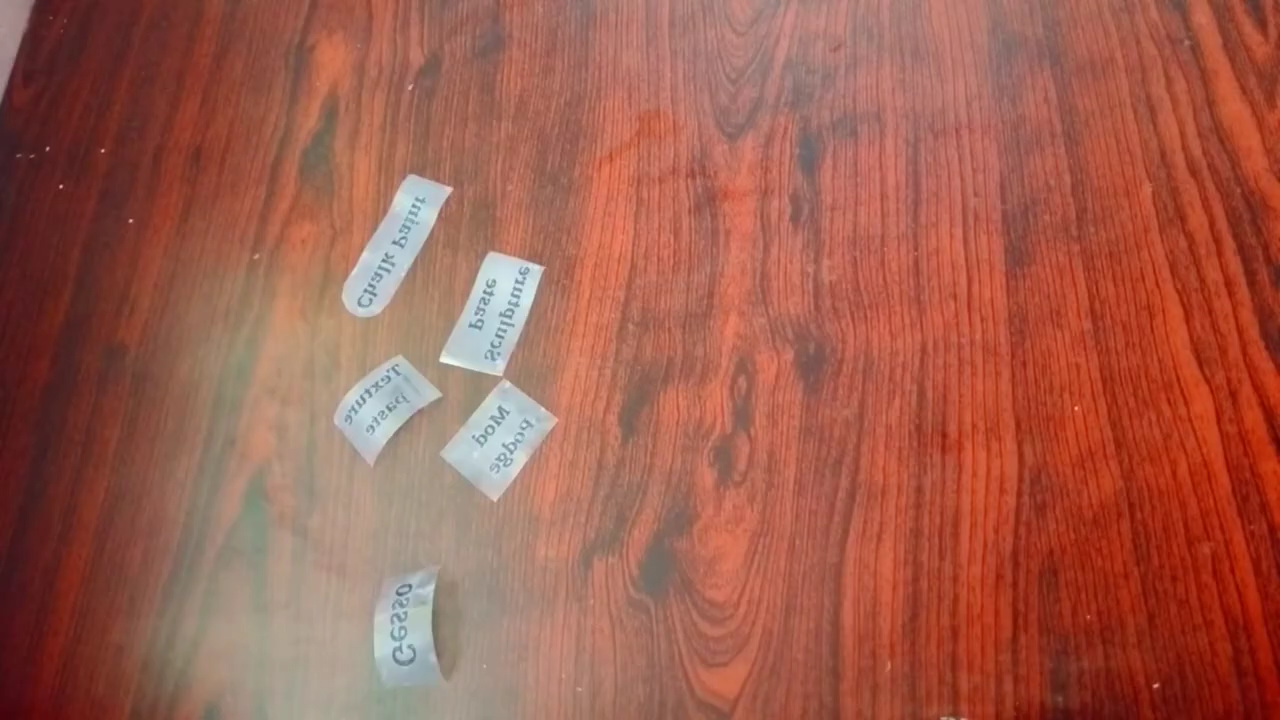 Chalk Paint
Sculpture
Paste
Texture
paste
Mod
Podge
Gesso